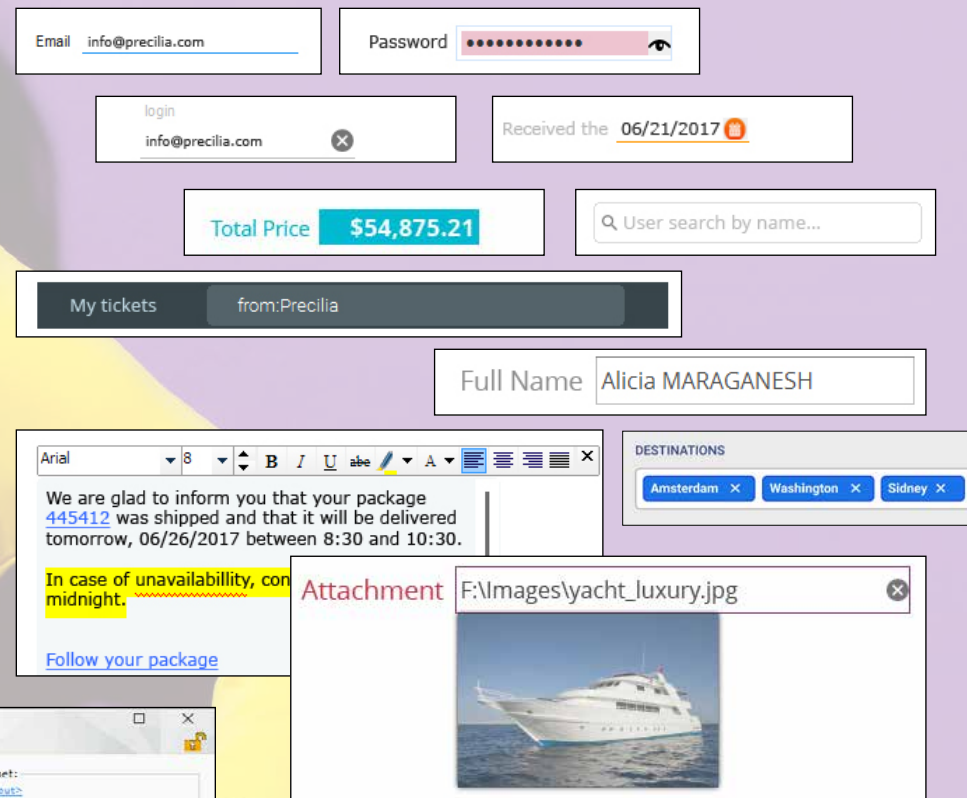 Email info@precilia.com
Password ••••••••••••
login
info@precilia.com
Received the 06/21/2017
Total Price $54,875.21
User search by name...
My tickets from:Precilia
Full Name Alicia MARAGANESH
Arial 8 B I U abc A
DESTINATIONS
Amsterdam × Washington × Sidney ×
We are glad to inform you that your package
445412 was shipped and that it will be delivered
tomorrow, 06/26/2017 between 8:30 and 10:30.
In case of unavailabillity, con
midnight.
Follow your package
Attachment F:\Images\yacht_luxury.jpg